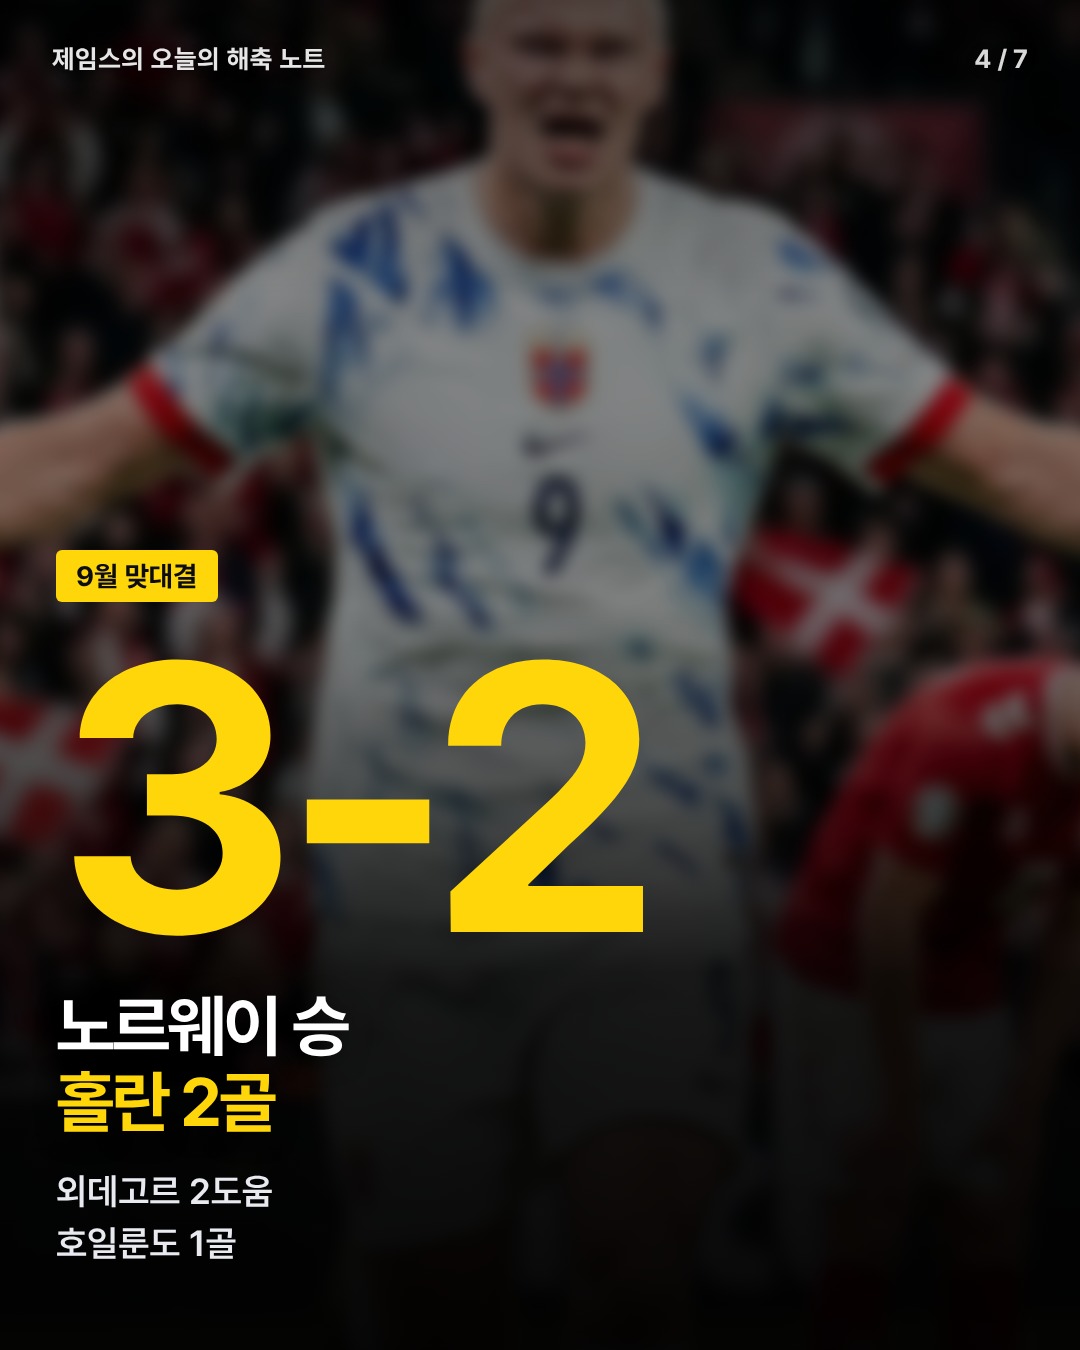 제임스의 오늘의 해축 노트
4 / 7
9
9월 맞대결
3-2
노르웨이 승
홀란 2골
외데고르 2도움
호일룬도 1골